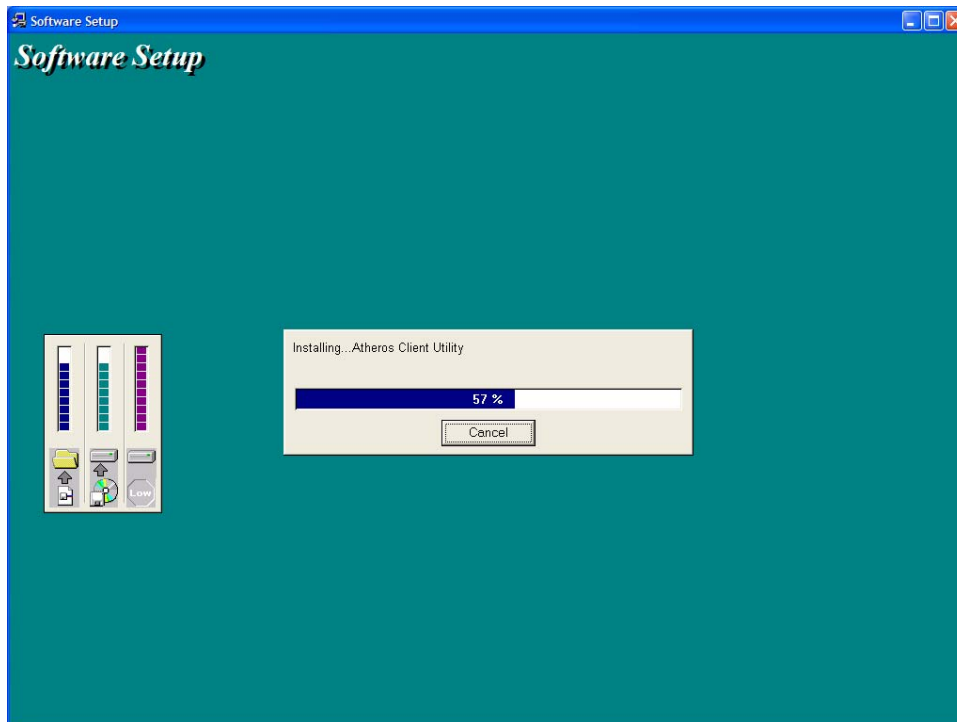 Software Setup
Software Setup
Installing...Atheros Client Utility
57 %
Cancel
Low